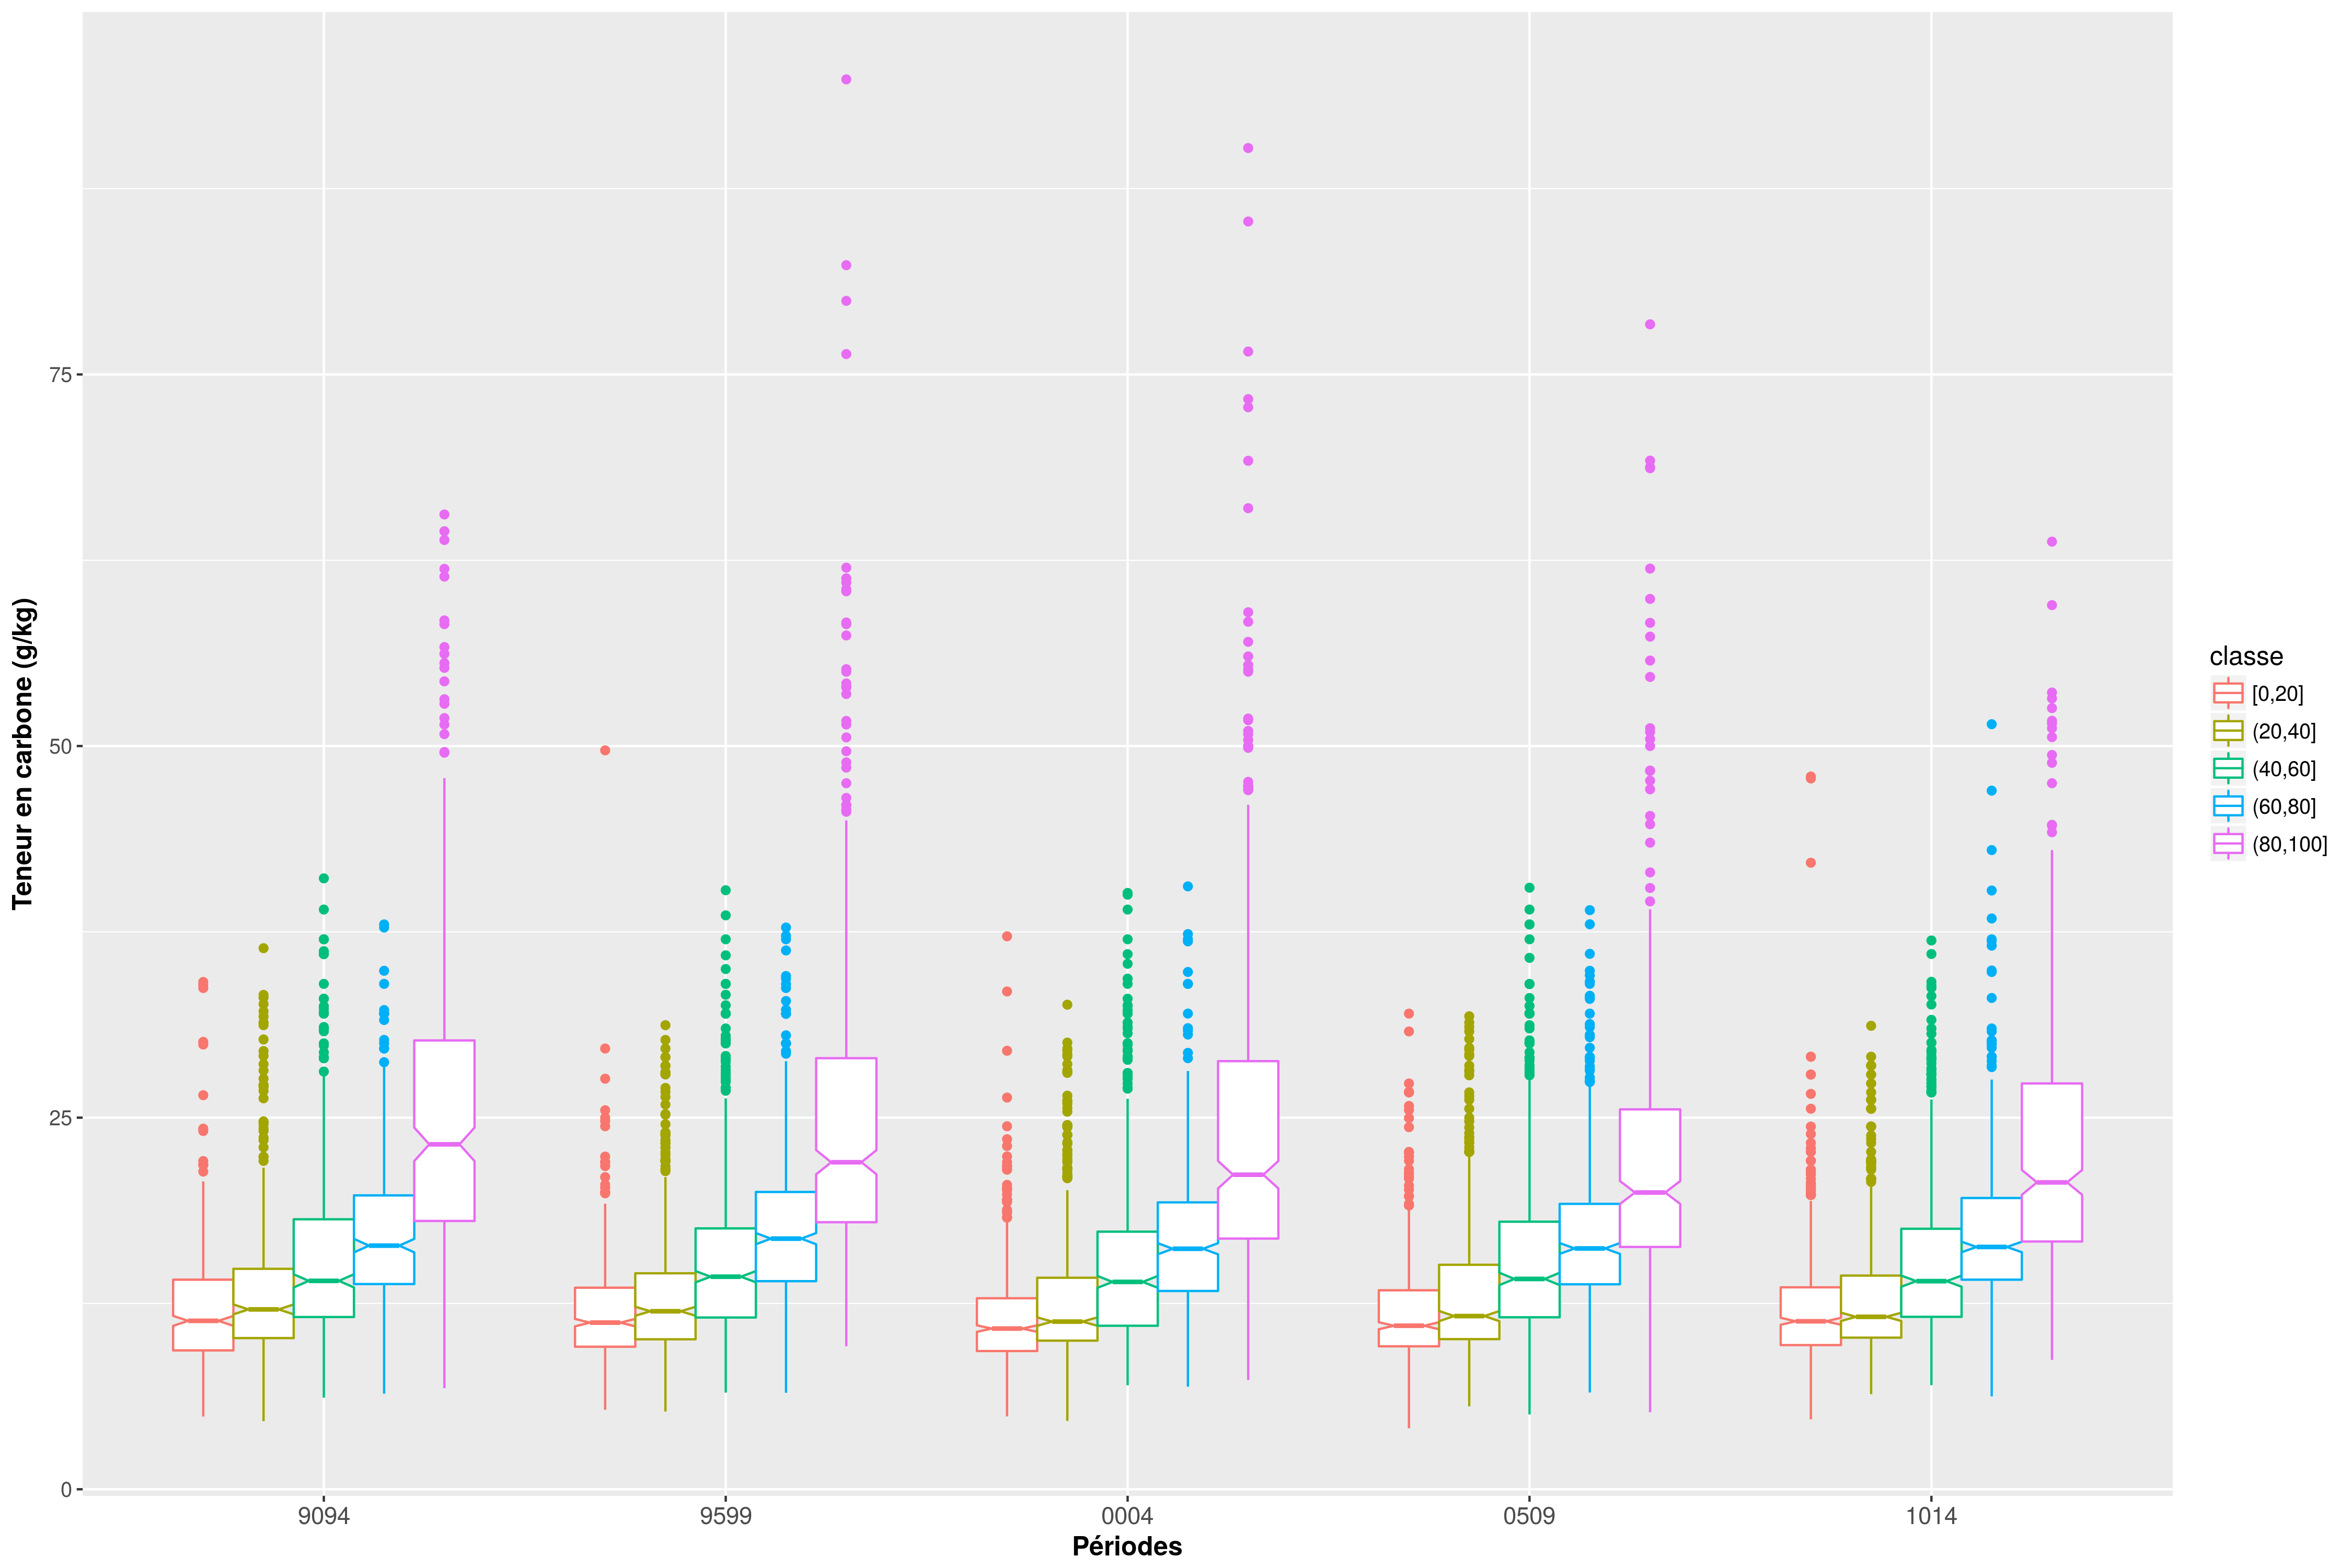 Teneur en carbone (g/kg)
75
50
25
0
9094 9599 0004 0509 1014
Périodes
classe
[0,20]
(20,40]
(40,60]
(60,80]
(80,100]